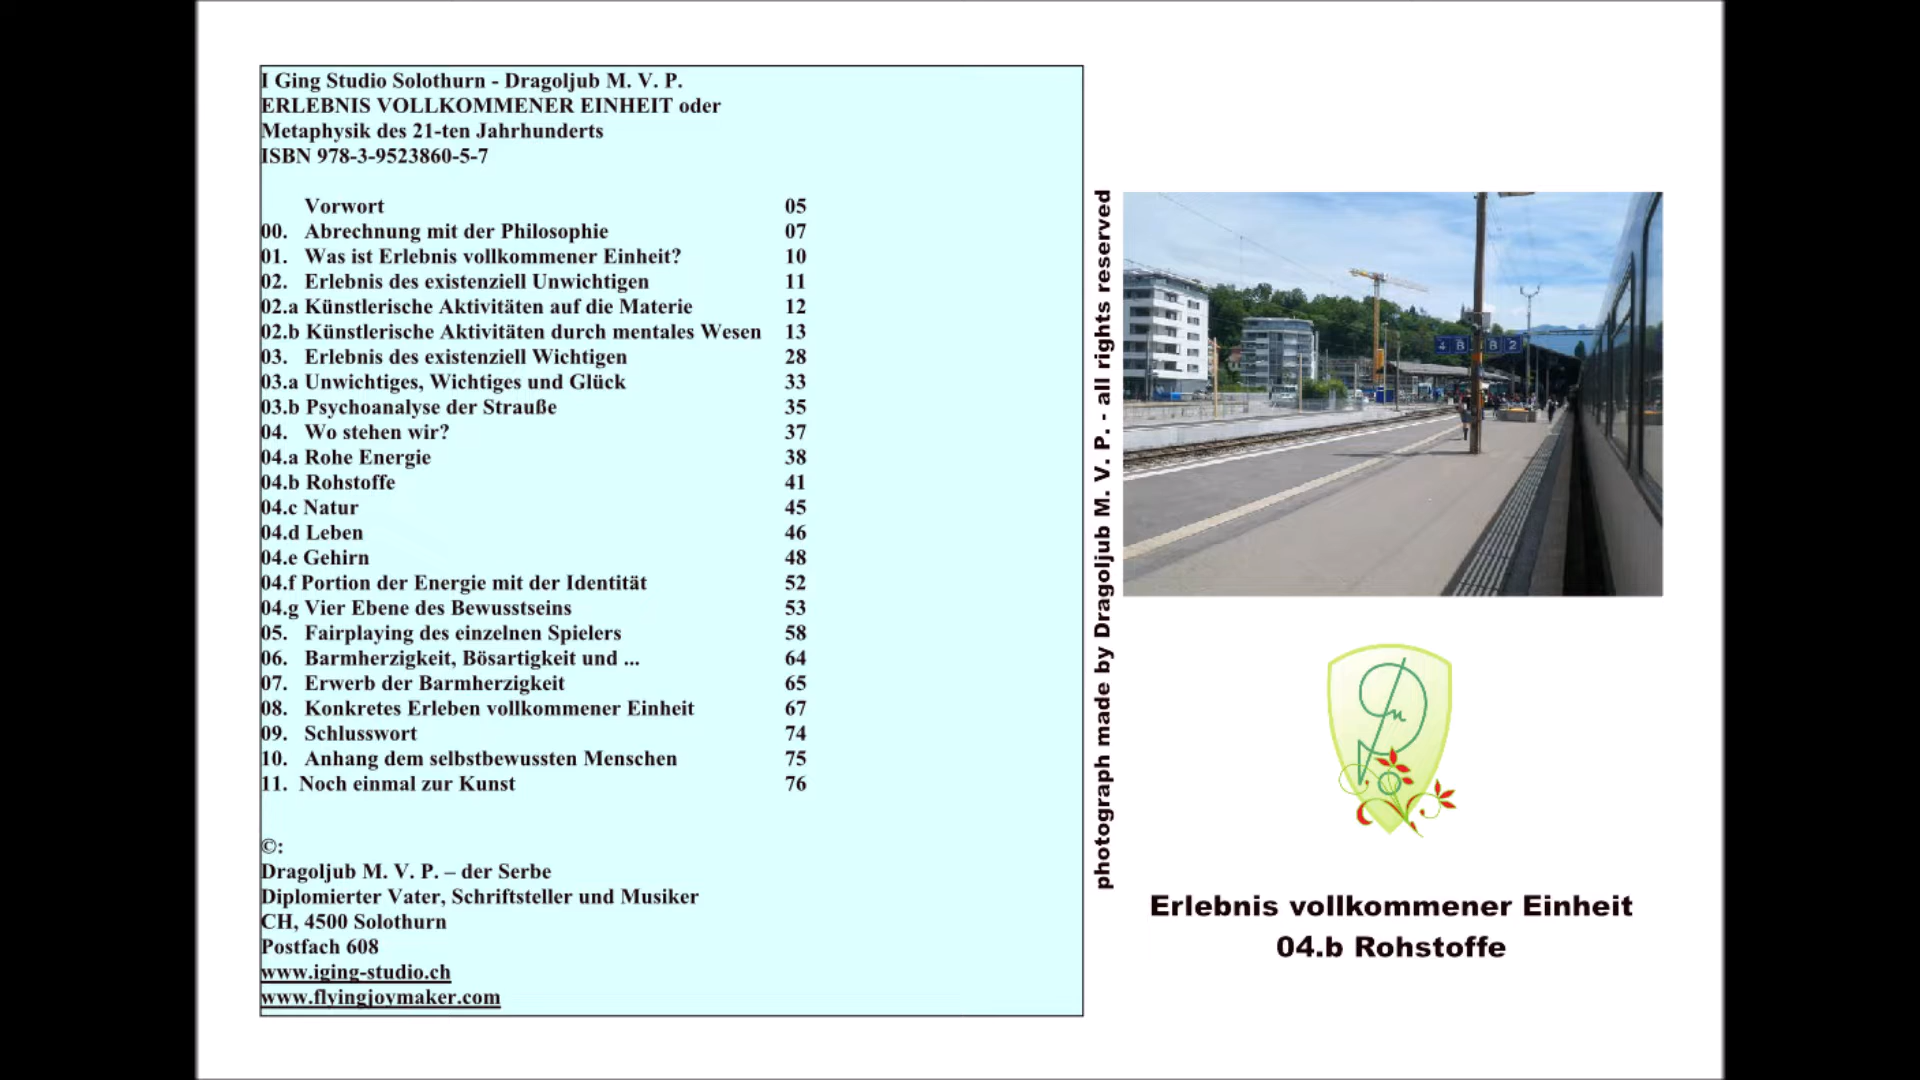 I Ging Studio Solothurn - Dragoljub M. V. P.
ERLEBNIS VOLLKOMMENER EINHEIT oder
Metaphysik des 21-ten Jahrhunderts
ISBN 978-3-9523860-5-7
Vorwort 05
00. Abrechnung mit der Philosophie 07
01. Was ist Erlebnis vollkommener Einheit? 10
02. Erlebnis des existenziell Unwichtigen 11
02.a Künstlerische Aktivitäten auf die Materie 12
02.b Künstlerische Aktivitäten durch mentales Wesen 13
03. Erlebnis des existenziell Wichtigen 28
03.a Unwichtiges, Wichtiges und Glück 33
03.b Psychoanalyse der Strauße 35
04. Wo stehen wir? 37
04.a Rohe Energie 38
04.b Rohstoffe 41
04.c Natur 45
04.d Leben 46
04.e Gehirn 48
04.f Portion der Energie mit der Identität 52
04.g Vier Ebene des Bewusstseins 53
05. Fairplaying des einzelnen Spielers 58
06. Barmherzigkeit, Bösartigkeit und ... 64
07. Erwerb der Barmherzigkeit 65
08. Konkretes Erleben vollkommener Einheit 67
09. Schlusswort 74
10. Anhang dem selbstbewussten Menschen 75
11. Noch einmal zur Kunst 76
©:
Dragoljub M. V. P. – der Serbe
Diplomierter Vater, Schriftsteller und Musiker
CH, 4500 Solothurn
Postfach 608
www.iging-studio.ch
www.flyingjoymaker.com
photograph made by Dragoljub M. V. P. - all rights reserved
4 B B 2
Erlebnis vollkommener Einheit
04.b Rohstoffe